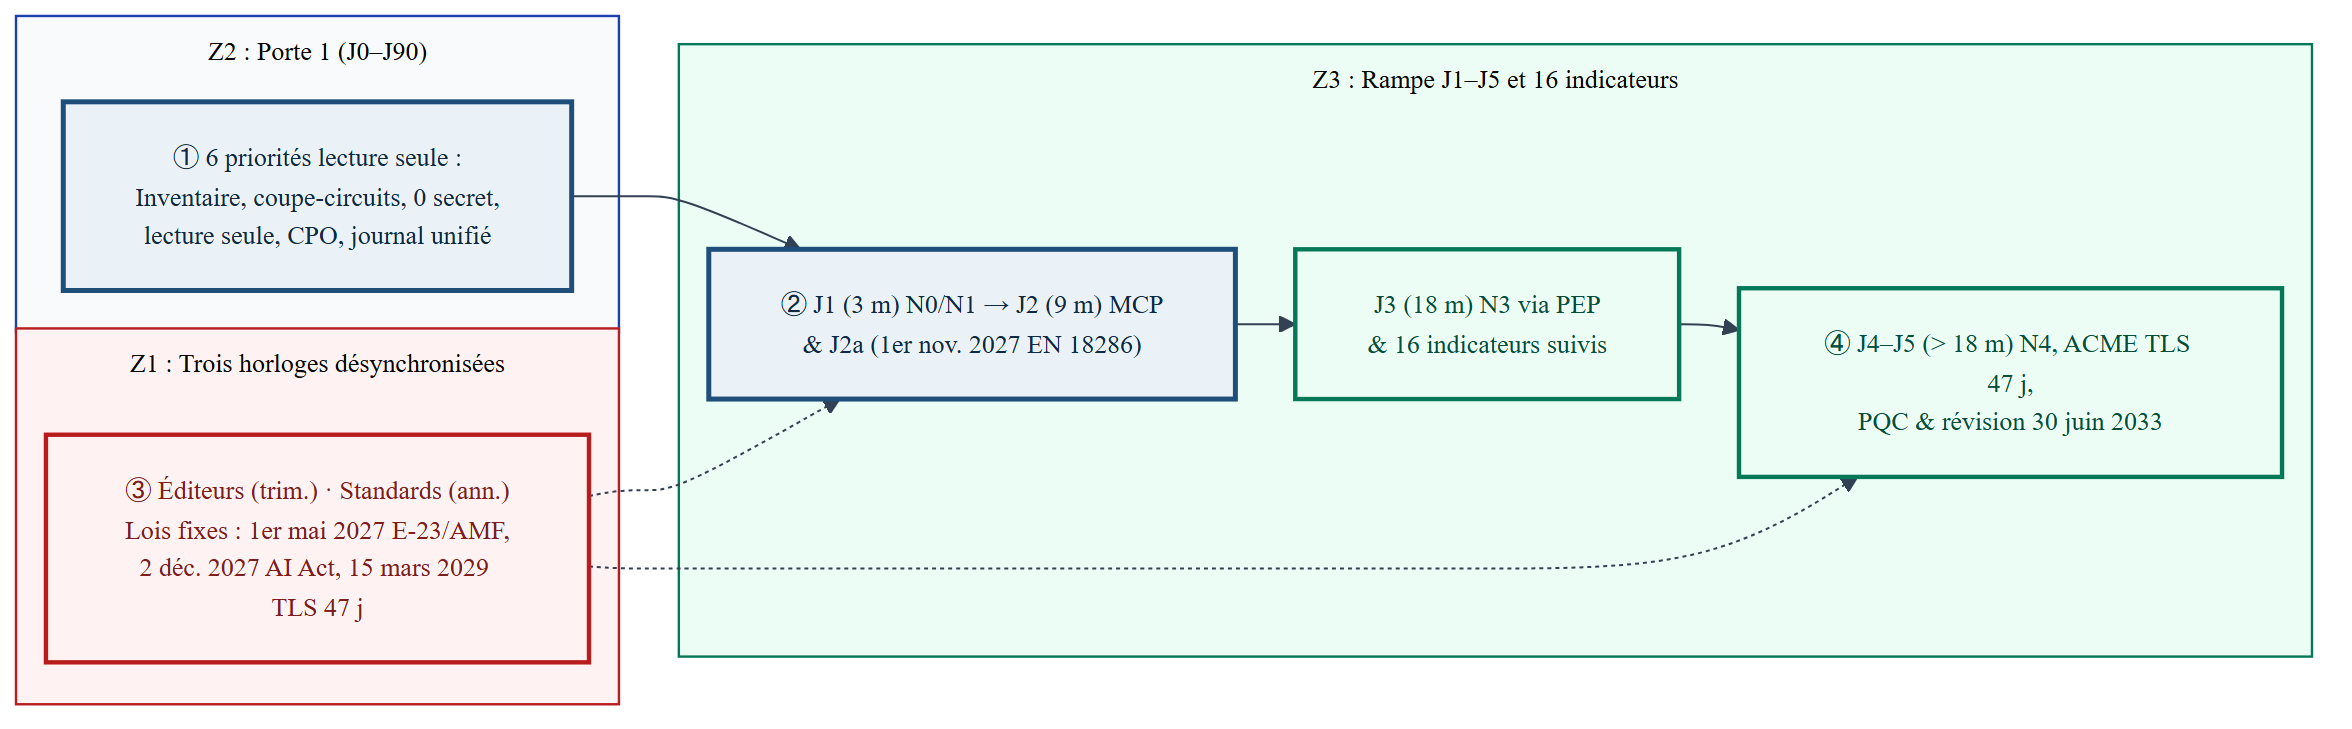 Z2 : Porte 1 (J0–J90)
① 6 priorités lecture seule :
Inventaire, coupe-circuits, 0 secret,
lecture seule, CPO, journal unifié
Z1 : Trois horloges désynchronisées
③ Éditeurs (trim.) · Standards (ann.)
Lois fixes : 1er mai 2027 E-23/AMF,
2 déc. 2027 AI Act, 15 mars 2029
TLS 47 j
Z3 : Rampe J1–J5 et 16 indicateurs
② J1 (3 m) N0/N1 → J2 (9 m) MCP
& J2a (1er nov. 2027 EN 18286)
J3 (18 m) N3 via PEP
& 16 indicateurs suivis
④ J4–J5 (> 18 m) N4, ACME TLS
47 j,
PQC & révision 30 juin 2033